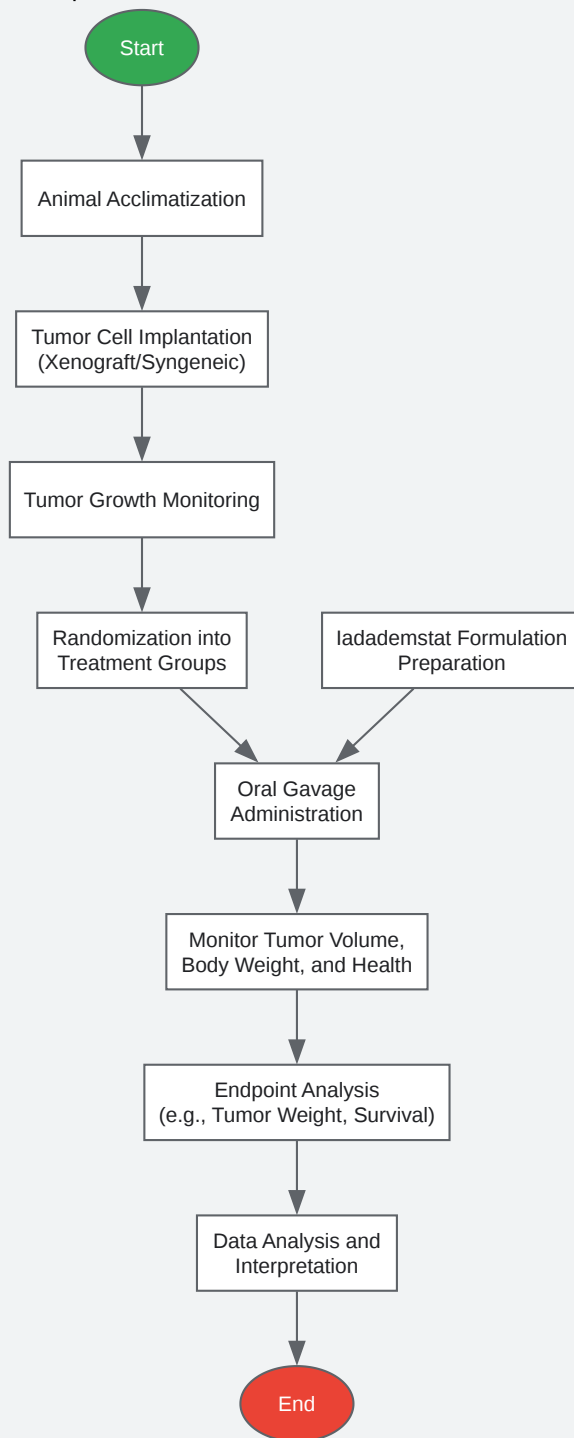 Start
Animal Acclimatization
Tumor Cell Implantation
(Xenograft/Syngeneic)
Tumor Growth Monitoring
Randomization into
Treatment Groups
Iadademstat Formulation
Preparation
Oral Gavage
Administration
Monitor Tumor Volume,
Body Weight, and Health
Endpoint Analysis
(e.g., Tumor Weight, Survival)
Data Analysis and
Interpretation
End